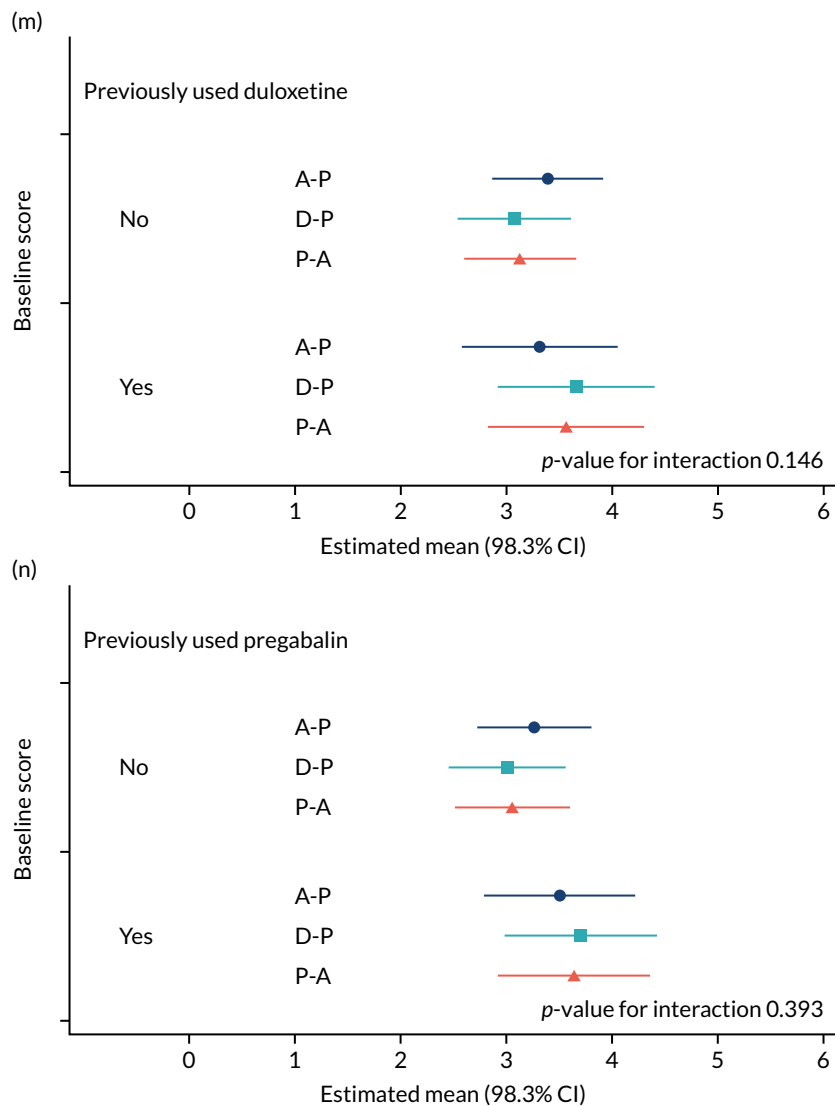 (m)
Previously used duloxetine
Baseline score
No
A-P
D-P
P-A
Yes
A-P
D-P
P-A
p-value for interaction 0.146
0 1 2 3 4 5 6
Estimated mean (98.3% CI)
(n)
Previously used pregabalin
Baseline score
No
A-P
D-P
P-A
Yes
A-P
D-P
P-A
p-value for interaction 0.393
0 1 2 3 4 5 6
Estimated mean (98.3% CI)